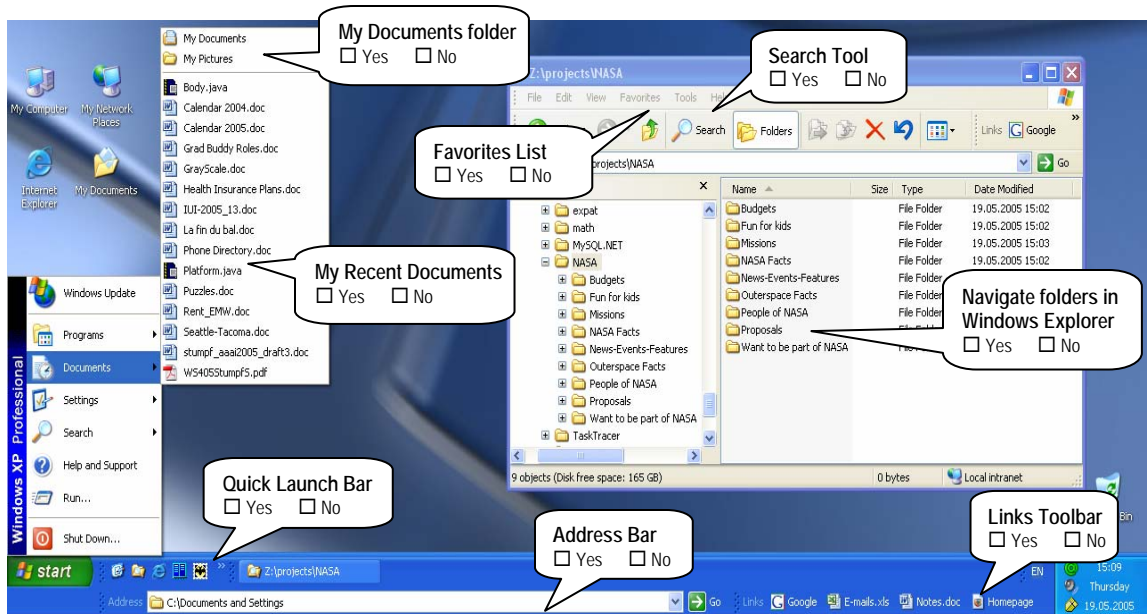 My Computer
My Network
Places
Internet
Explorer
My Documents
My Documents
My Pictures
Body.java
Calendar 2004.doc
Calendar 2005.doc
Grad Buddy Roles.doc
GrayScale.doc
Health Insurance Plans.doc
IUI-2005_13.doc
La fin du bal.doc
Phone Directory.doc
Platform.java
Puzzles.doc
Rent_EMW.doc
Seattle-Tacoma.doc
stumpf_aaai2005_draft3.doc
WS405StumpfS.pdf
My Documents folder
☐ Yes ☐ No
Search Tool
☐ Yes ☐ No
Favorites List
☐ Yes ☐ No
My Recent Documents
☐ Yes ☐ No
Navigate folders in
Windows Explorer
☐ Yes ☐ No
Quick Launch Bar
☐ Yes ☐ No
Address Bar
☐ Yes ☐ No
Links Toolbar
☐ Yes ☐ No
Z:\projects\NASA
File Edit View Favorites Tools
Search Folders Links Google »
projects\NASA Go
x Name Size Type Date Modified
expat
math
MySQL.NET
NASA
Budgets
Fun for kids
Missions
NASA Facts
News-Events-Features
Outerspace Facts
People of NASA
Proposals
Want to be part of NASA
TaskTracer
Budgets File Folder 19.05.2005 15:02
Fun for kids File Folder 19.05.2005 15:02
Missions File Folder 19.05.2005 15:03
NASA Facts File Folder 19.05.2005 15:02
News-Events-Features File Folder
Outerspace Facts File Folder
People of NASA File Folder
Proposals
Want to be part of NASA File Folder
9 objects (Disk free space: 165 GB) 0 bytes Local intranet
Bin
Windows XP Professional
Windows Update
Programs
Documents
Settings
Search
Help and Support
Run...
Shut Down...
start » Z:\projects\NASA EN 15:09
Thursday
Address C:\Documents and Settings Go Links Google E-mails.xls Notes.doc Homepage 19.05.2005